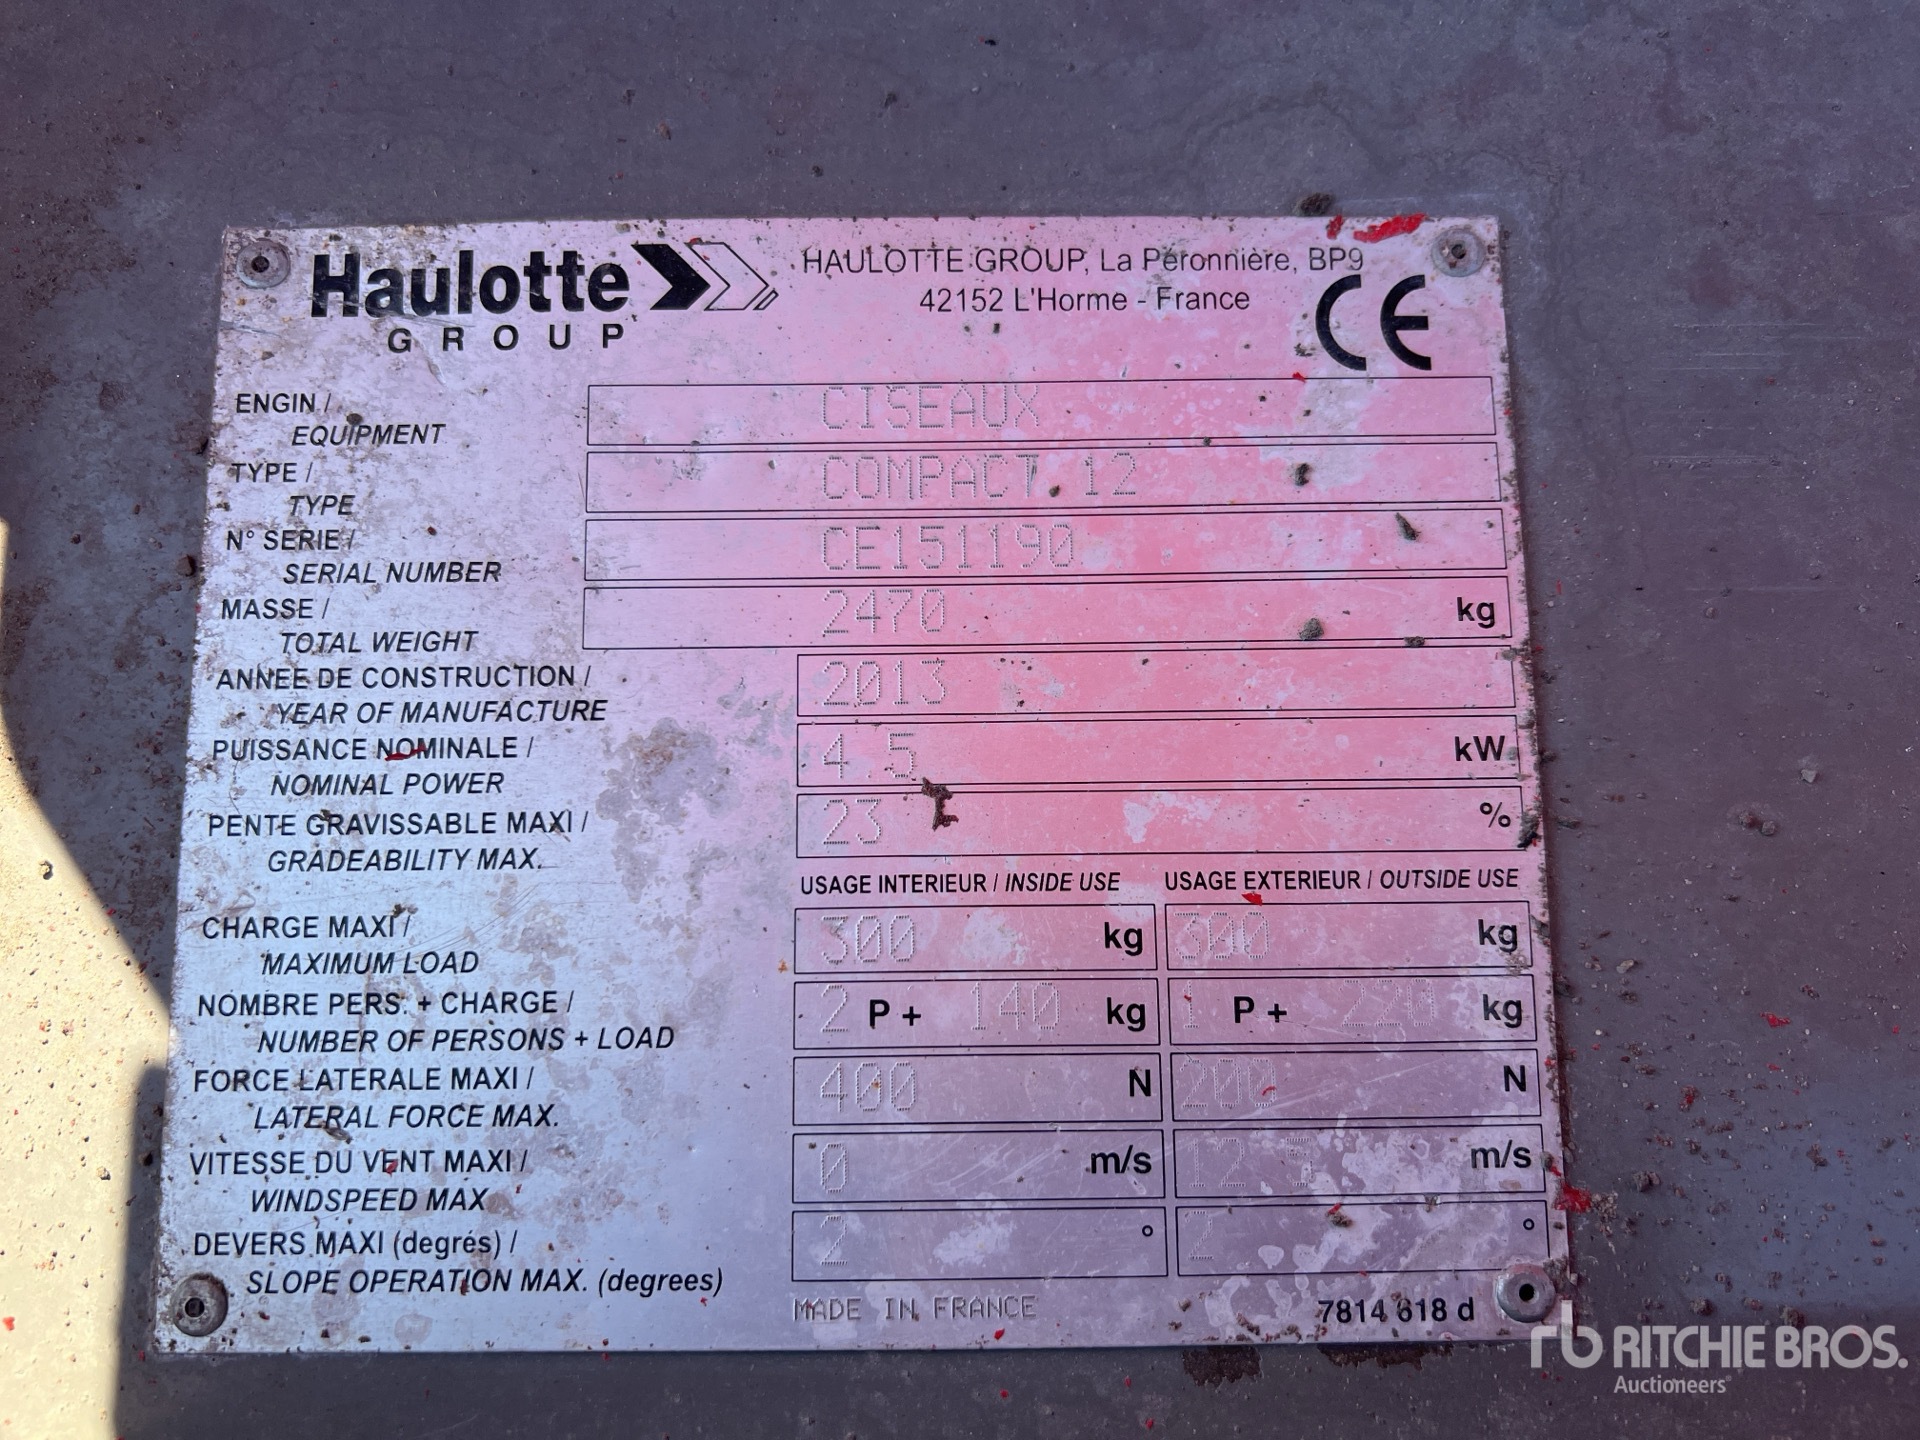 Haulotte
GROUP
HAULOTTE GROUP, La Péronnière, BP9
42152 L'Horme - France
CE
ENGIN /
EQUIPMENT
CISEAUX
TYPE /
TYPE
COMPACT 12
N° SERIE /
SERIAL NUMBER
CE151190
MASSE /
TOTAL WEIGHT
2470 kg
ANNEE DE CONSTRUCTION /
YEAR OF MANUFACTURE
2013
PUISSANCE NOMINALE /
NOMINAL POWER
4.5 kW
PENTE GRAVISSABLE MAXI /
GRADEABILITY MAX.
23 %
USAGE INTERIEUR / INSIDE USE USAGE EXTERIEUR / OUTSIDE USE
CHARGE MAXI /
MAXIMUM LOAD
300 kg 300 kg
NOMBRE PERS. + CHARGE /
NUMBER OF PERSONS + LOAD
2 P + 140 kg 1 P + 220 kg
FORCE LATERALE MAXI /
LATERAL FORCE MAX.
400 N 200 N
VITESSE DU VENT MAXI /
WINDSPEED MAX
0 m/s 12.5 m/s
DEVERS MAXI (degrés) /
SLOPE OPERATION MAX. (degrees)
2 ° 2 °
MADE IN FRANCE
7814 618 d
rb RITCHIE BROS.
Auctioneers